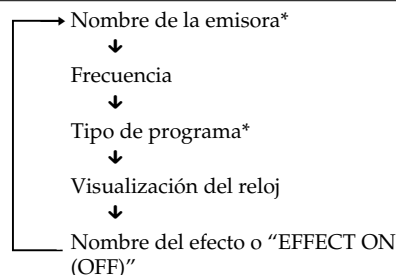 Nombre de la emisora*
Frecuencia
Tipo de programa*
Visualización del reloj
Nombre del efecto o “EFFECT ON
(OFF)”